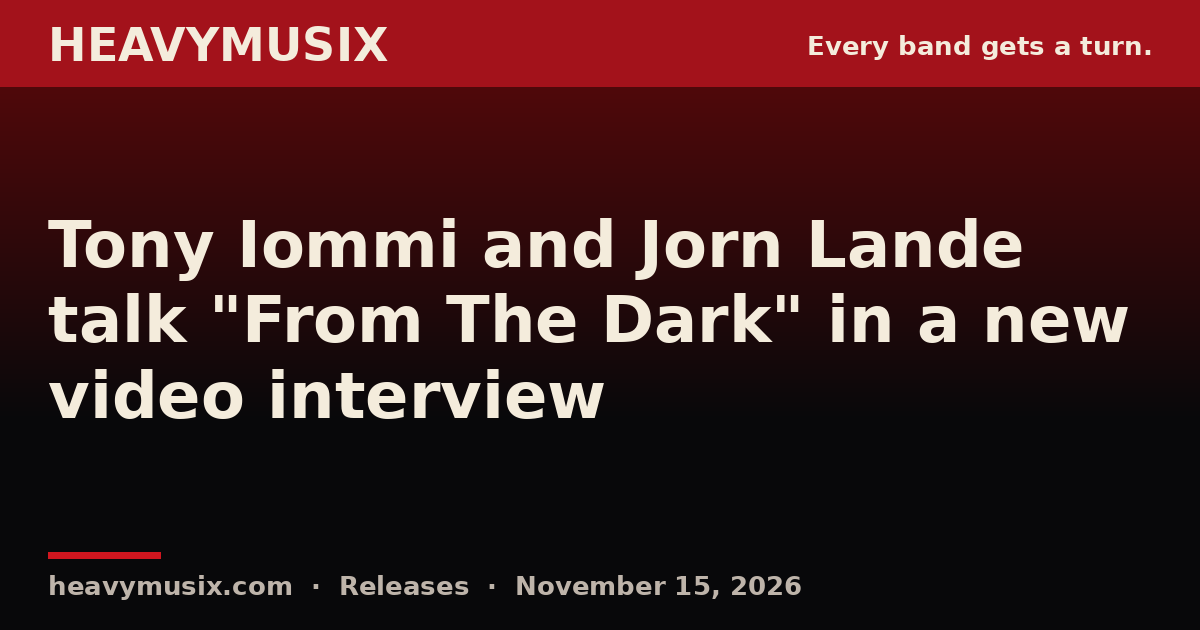 HEAVYMUSIX
Every band gets a turn.
Tony Iommi and Jorn Lande
talk "From The Dark" in a new
video interview
heavymusix.com · Releases · November 15, 2026